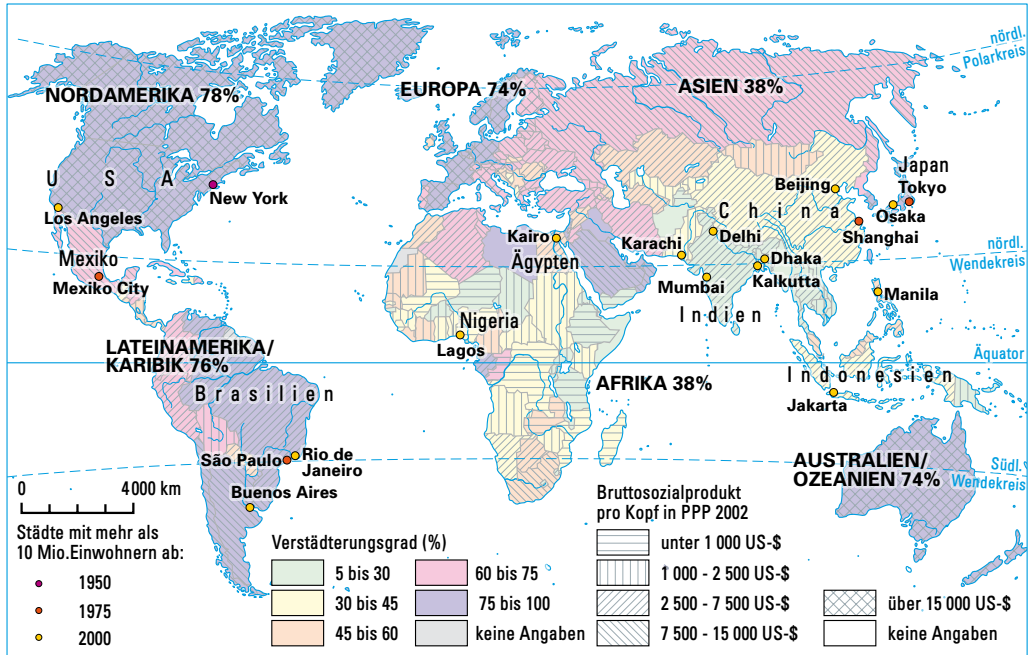 nördl.
Polarkreis
NORDAMERIKA 78%
EUROPA 74%
ASIEN 38%
U S A
New York
Los Angeles
Mexiko
Mexiko City
Japan
Tokyo
Beijing
Osaka
China
Shanghai
Kairo
Ägypten
Karachi
Delhi
Dhaka
Kalkutta
Mumbai
Indien
nördl.
Wendekreis
Manila
Nigeria
Lagos
LATEINAMERIKA/
KARIBIK 76%
Brasilien
Äquator
AFRIKA 38%
Indonesien
Jakarta
São Paulo
Rio de
Janeiro
Buenos Aires
AUSTRALIEN/
OZEANIEN 74%
Südl.
Wendekreis
0 4000 km
Städte mit mehr als
10 Mio.Einwohnern ab:
1950
1975
2000
Verstädterungsgrad (%)
5 bis 30
30 bis 45
45 bis 60
60 bis 75
75 bis 100
keine Angaben
Bruttosozialprodukt
pro Kopf in PPP 2002
unter 1 000 US-$
1 000 - 2 500 US-$
2 500 - 7 500 US-$
7 500 - 15 000 US-$
über 15 000 US-$
keine Angaben